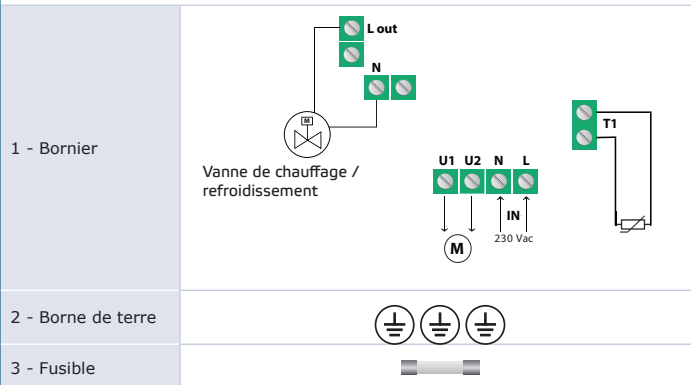 1 - Bornier
L out
N
M
Vanne de chauffage /
refroidissement
T1
U1 U2 N L
IN
230 Vac
M
2 - Borne de terre
3 - Fusible